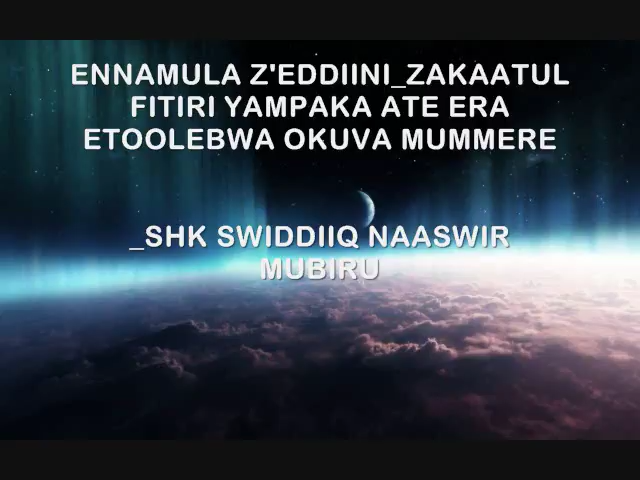 ENNAMULA Z'EDDIINI_ZAKAATUL
FITIRI YAMPAKA ATE ERA
ETOOLEBWA OKUVA MUMMERE
_SHK SWIDDIIQ NAASWIR
MUBIRU